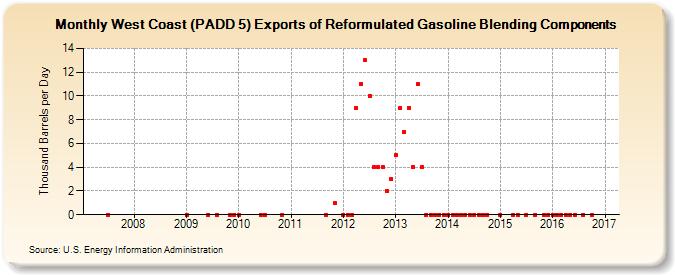 Monthly West Coast (PADD 5) Exports of Reformulated Gasoline Blending Components
Thousand Barrels per Day
14
12
10
8
6
4
2
0
2008 2009 2010 2011 2012 2013 2014 2015 2016 2017
Source: U.S. Energy Information Administration